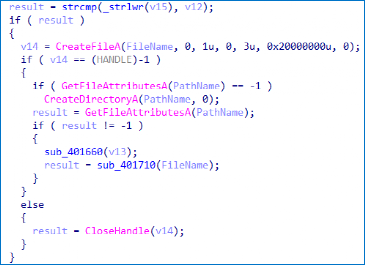 result = strcmp(_strlwr(v15), v12);
if ( result )
{
v14 = CreateFileA(FileName, 0, 1u, 0, 3u, 0x20000000u, 0);
if ( v14 == (HANDLE)-1 )
{
if ( GetFileAttributesA(PathName) == -1 )
CreateDirectoryA(PathName, 0);
result = GetFileAttributesA(PathName);
if ( result != -1 )
{
sub_401660(v13);
result = sub_401710(FileName);
}
}
else
{
result = CloseHandle(v14);
}
}